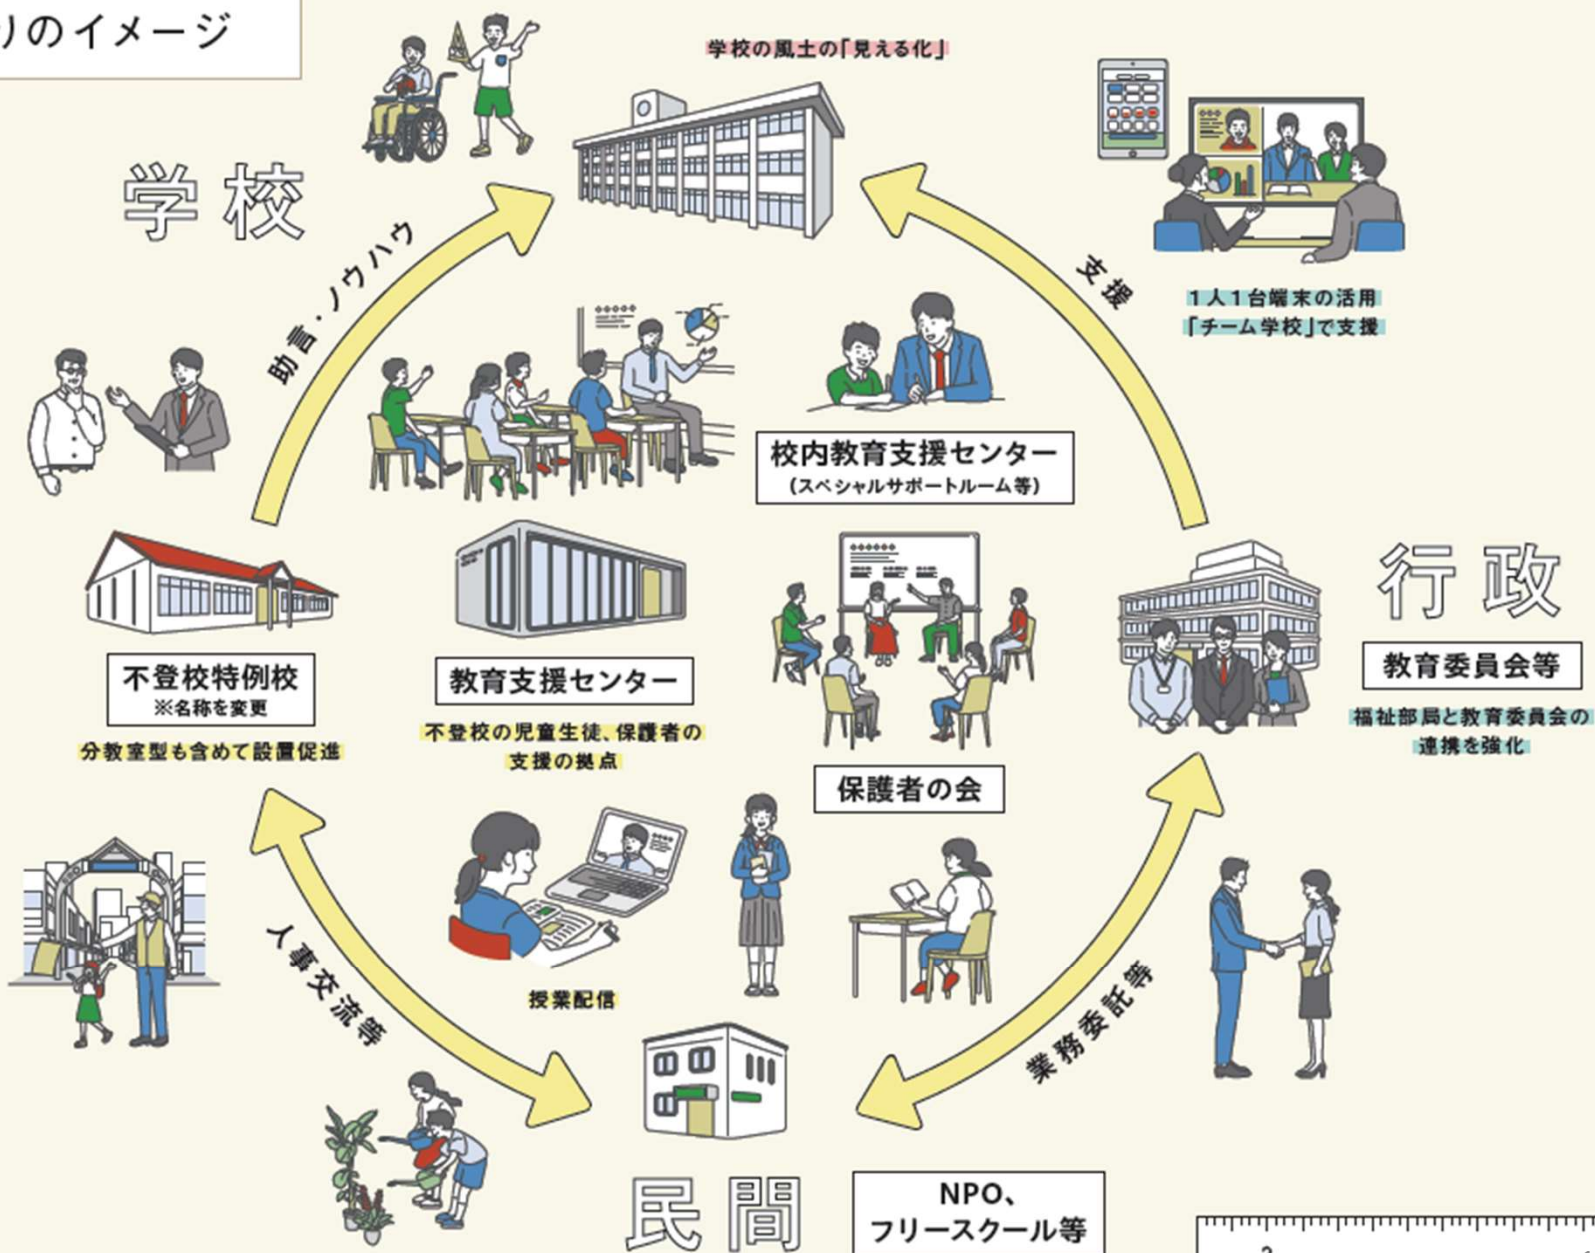 りのイメージ
学校の風土の「見える化」
学校
助言・ノウハウ
支援
1人1台端末の活用
「チーム学校」で支援
校内教育支援センター
(スペシャルサポートルーム等)
行政
教育委員会等
福祉部局と教育委員会の
連携を強化
不登校特例校
※名称を変更
分教室型も含めて設置促進
教育支援センター
不登校の児童生徒、保護者の
支援の拠点
保護者の会
人事交流等
授業配信
業務委託等
民間
NPO、
フリースクール等